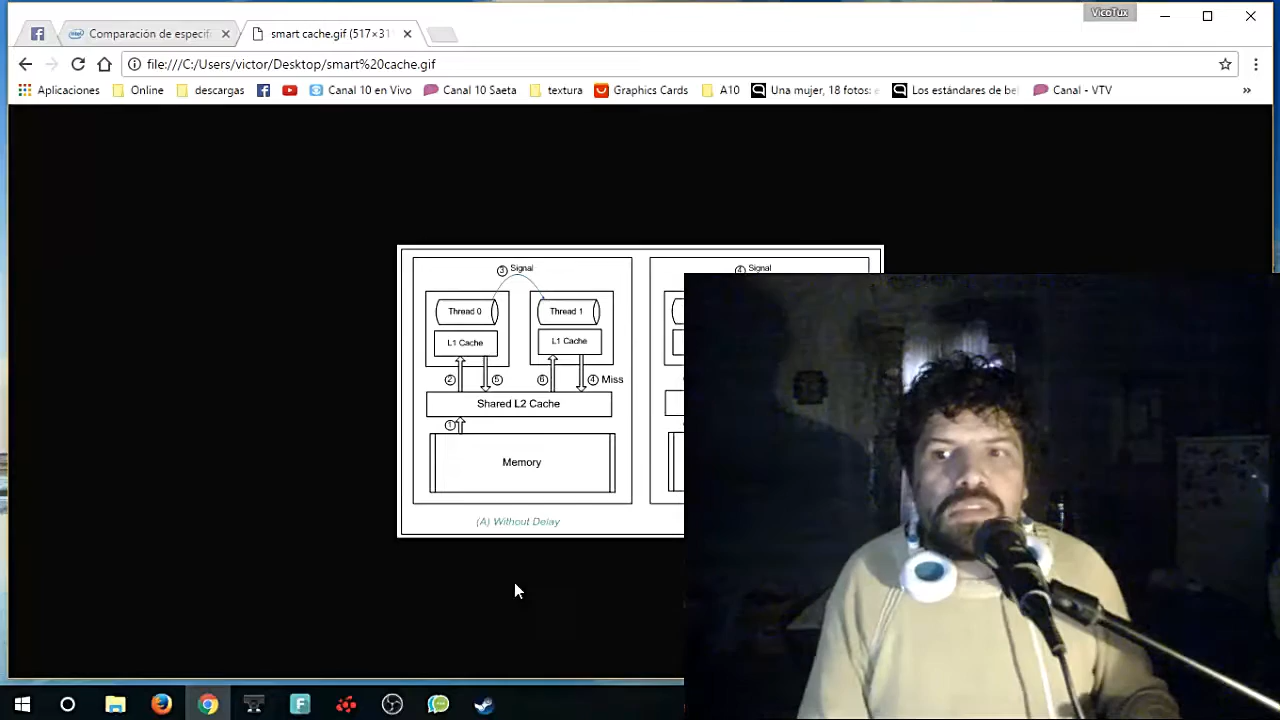 VicoTux
Comparación de especifi
smart cache.gif (517×31
file:///C:/Users/victor/Desktop/smart%20cache.gif
Aplicaciones Online descargas Canal 10 en Vivo Canal 10 Saeta textura Graphics Cards A10 Una mujer, 18 fotos: e Los estándares de bel Canal - VTV »
3 Signal
4 Signal
Thread 0 Thread 1
L1 Cache L1 Cache
2 5 6 4 Miss
Shared L2 Cache
1
Memory
(A) Without Delay